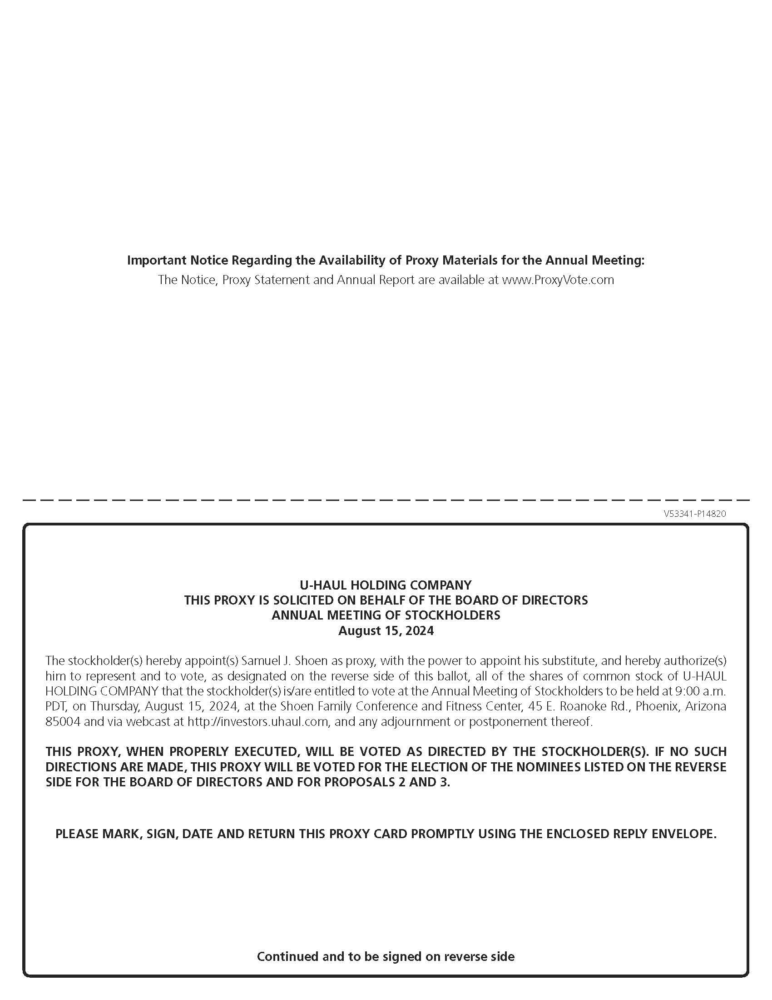 Important Notice Regarding the Availability of Proxy Materials for the Annual Meeting:
The Notice, Proxy Statement and Annual Report are available at www.ProxyVote.com
V53341-P14820
U-HAUL HOLDING COMPANY
THIS PROXY IS SOLICITED ON BEHALF OF THE BOARD OF DIRECTORS
ANNUAL MEETING OF STOCKHOLDERS
August 15, 2024
The stockholder(s) hereby appoint(s) Samuel J. Shoen as proxy, with the power to appoint his substitute, and hereby authorize(s)
him to represent and to vote, as designated on the reverse side of this ballot, all of the shares of common stock of U-HAUL
HOLDING COMPANY that the stockholder(s) is/are entitled to vote at the Annual Meeting of Stockholders to be held at 9:00 a.m.
PDT, on Thursday, August 15, 2024, at the Shoen Family Conference and Fitness Center, 45 E. Roanoke Rd., Phoenix, Arizona
85004 and via webcast at http://investors.uhaul.com, and any adjournment or postponement thereof.
THIS PROXY, WHEN PROPERLY EXECUTED, WILL BE VOTED AS DIRECTED BY THE STOCKHOLDER(S). IF NO SUCH
DIRECTIONS ARE MADE, THIS PROXY WILL BE VOTED FOR THE ELECTION OF THE NOMINEES LISTED ON THE REVERSE
SIDE FOR THE BOARD OF DIRECTORS AND FOR PROPOSALS 2 AND 3.
PLEASE MARK, SIGN, DATE AND RETURN THIS PROXY CARD PROMPTLY USING THE ENCLOSED REPLY ENVELOPE.
Continued and to be signed on reverse side